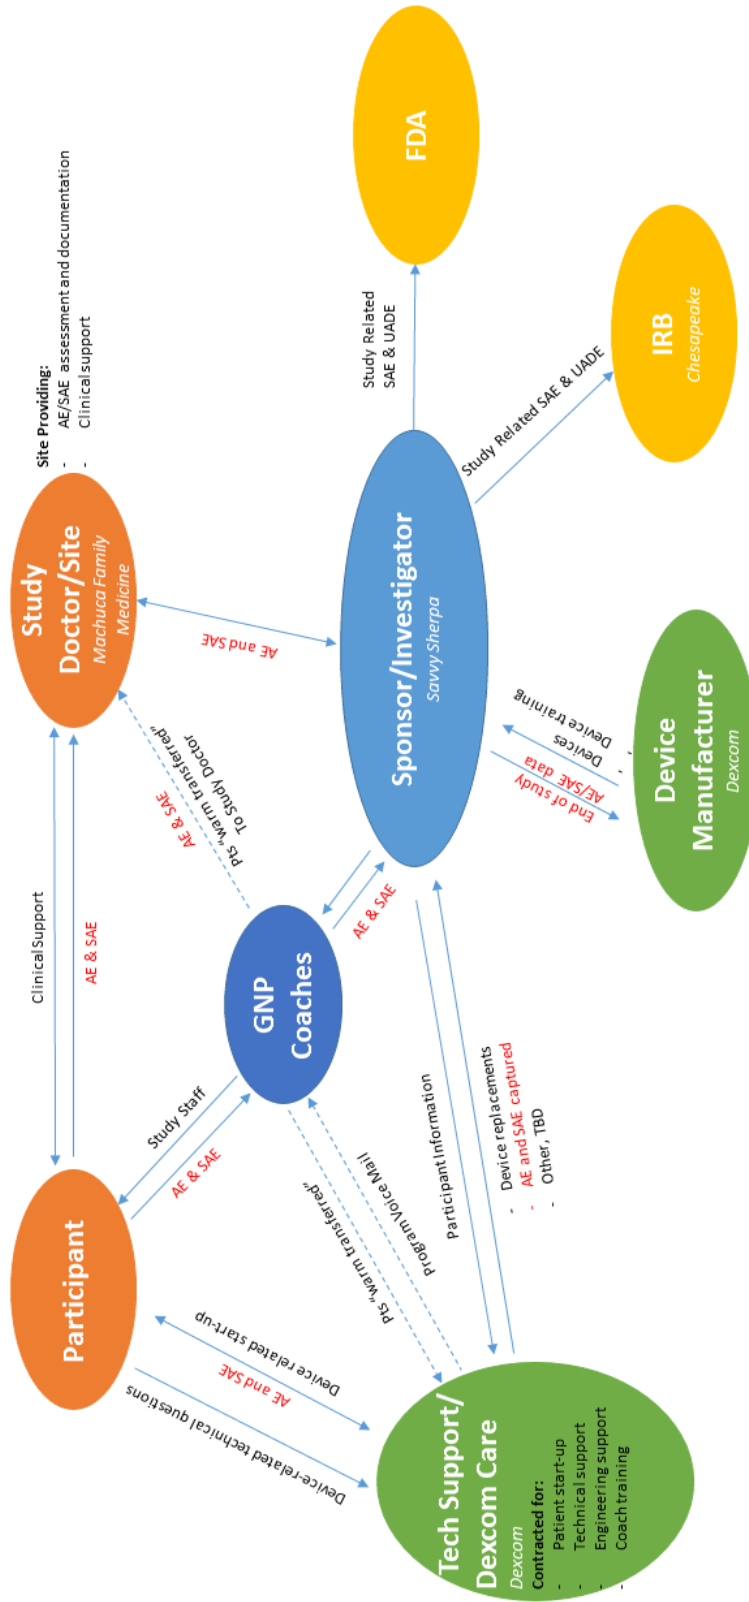 Participant
Clinical Support
AE & SAE
Study
Doctor/Site
Machuca Family
Medicine
Site Providing:
- AE/SAE assessment and documentation
- Clinical support
Device-related technical questions
AE and SAE
Device related start-up
Study Staff
AE & SAE
GNP
Coaches
AE & SAE
Pts "warm transferred"
To Study Doctor
AE and SAE
Pts "warm transferred"
Program Voice Mail
AE & SAE
Tech Support/
Dexcom Care
Dexcom
Contracted for:
- Patient start-up
- Technical support
- Engineering support
- Coach training
Participant Information
- Device replacements
- AE and SAE captured
- Other, TBD
Sponsor/Investigator
Savvy Sherpa
Study Related
SAE & UADE
FDA
Study Related SAE & UADE
IRB
Chesapeake
End of study
AE/SAE data
- Devices
- Device training
Device
Manufacturer
Dexcom